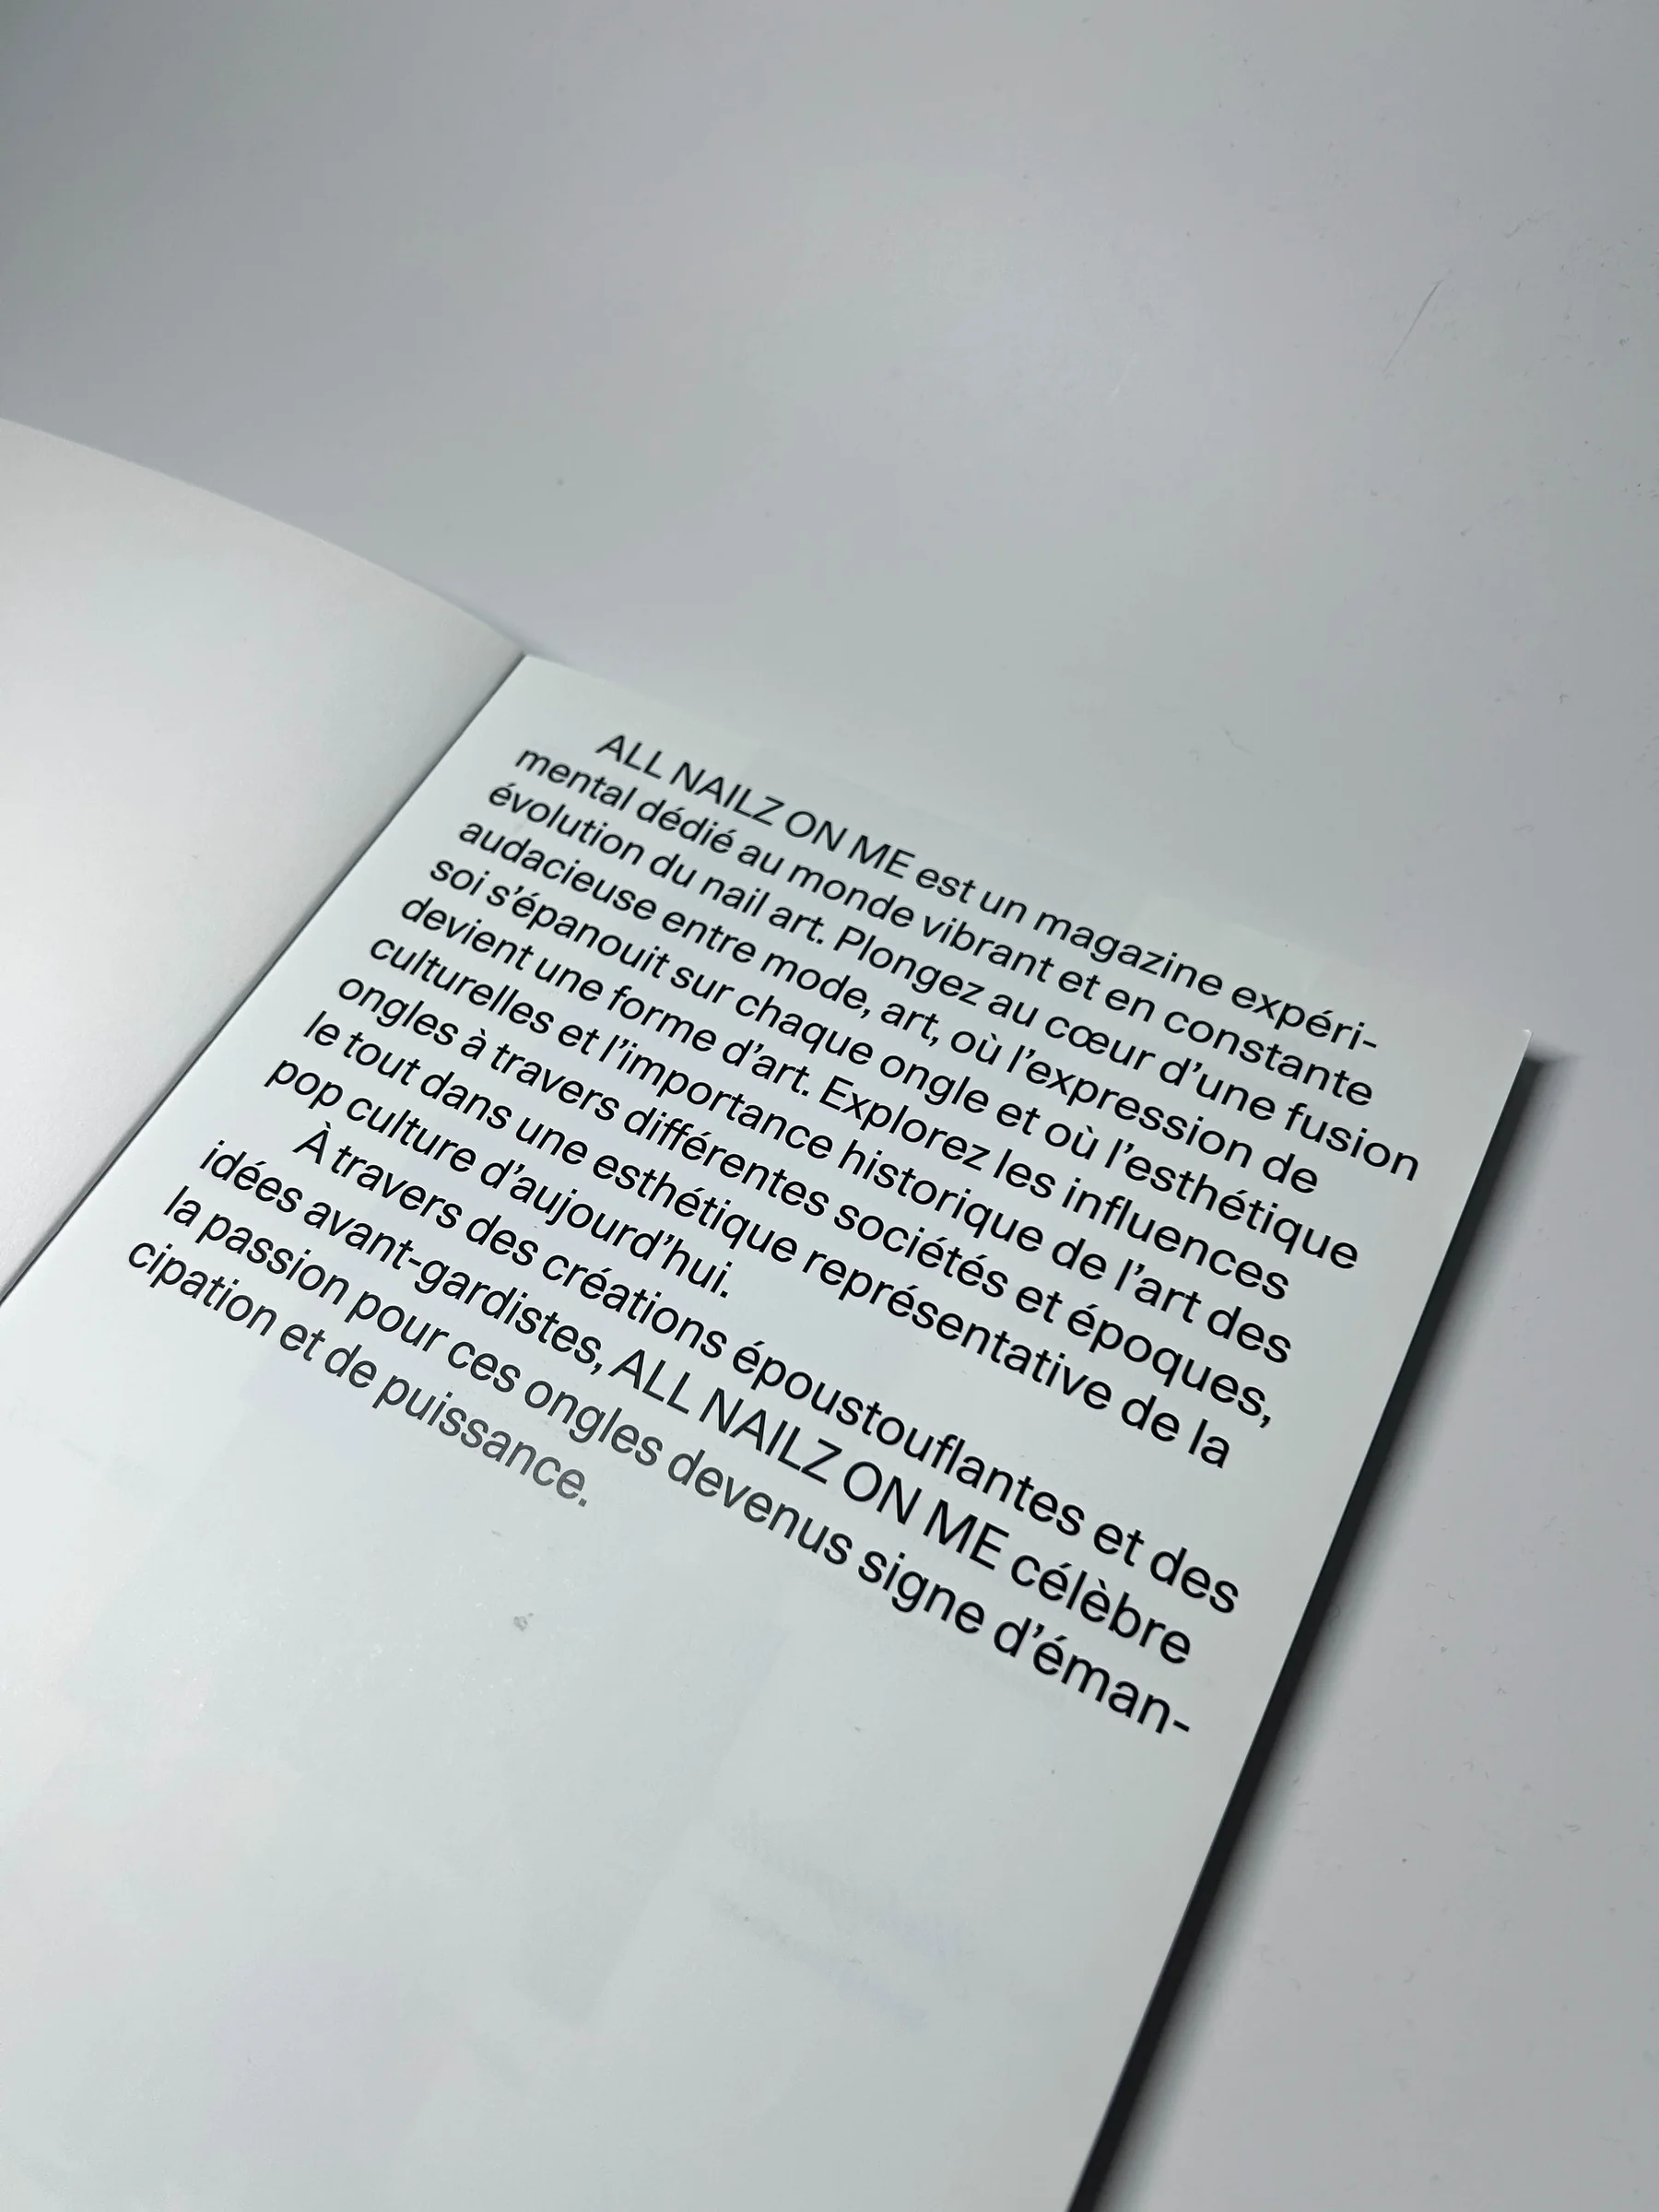 ALL NAILZ ON ME est un magazine expéri-
mental dédié au monde vibrant et en constante
évolution du nail art. Plongez au cœur d’une fusion
audacieuse entre mode, art, où l’expression de
soi s’épanouit sur chaque ongle et où l’esthétique
devient une forme d’art. Explorez les influences
culturelles et l’importance historique de l’art des
ongles à travers différentes sociétés et époques,
le tout dans une esthétique représentative de la
pop culture d’aujourd’hui.
À travers des créations époustouflantes et des
idées avant-gardistes, ALL NAILZ ON ME célèbre
la passion pour ces ongles devenus signe d’éman-
cipation et de puissance.